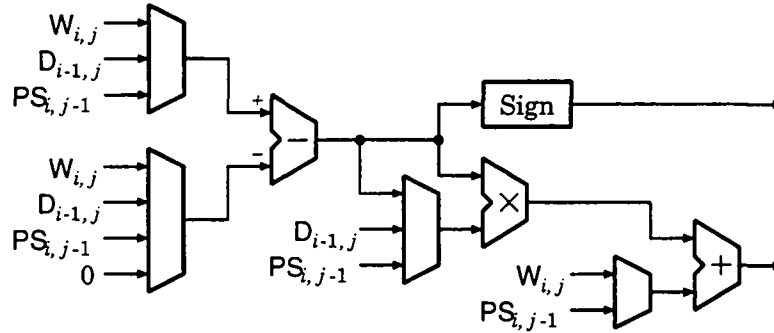 W_{i,j}
D_{i-1,j}
PS_{i,j-1}
+
−
−
Sign
W_{i,j}
D_{i-1,j}
PS_{i,j-1}
0
×
D_{i-1,j}
PS_{i,j-1}
+
W_{i,j}
PS_{i,j-1}